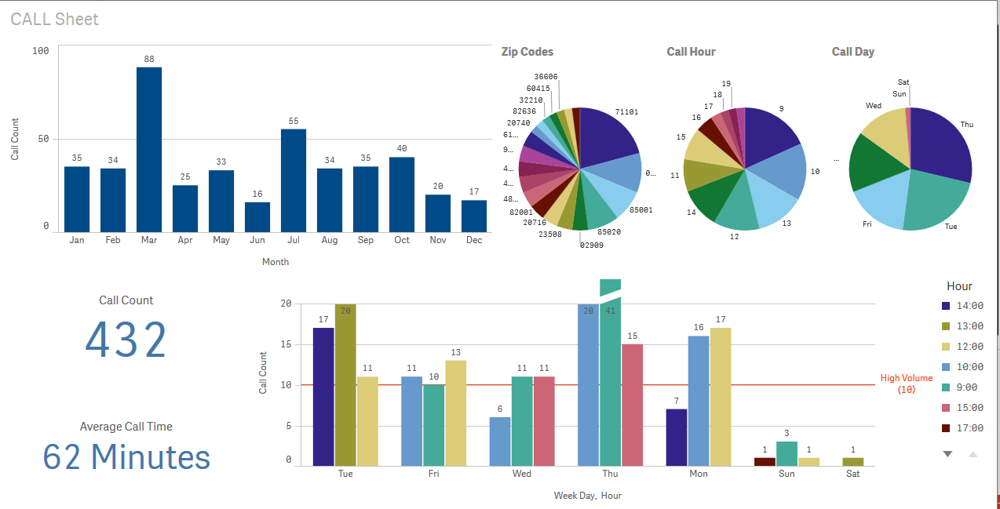 CALL Sheet
100
50
0
Call Count
35
34
88
25
33
16
55
34
35
40
20
17
Jan
Feb
Mar
Apr
May
Jun
Jul
Aug
Sep
Oct
Nov
Dec
Month
Zip Codes
36606
60415
32210
82636
20740
61...
9...
4...
4...
48...
82001
20716
23508
02909
85020
85001
0...
71101
Call Hour
19
18
17
16
15
11
14
12
13
10
9
Call Day
Sat
Sun
Wed
Thu
...
Fri
Tue
Call Count
432
Average Call Time
62 Minutes
20
15
10
5
0
Call Count
17
20
11
11
10
13
6
11
11
20
41
15
7
16
17
1
3
1
1
High Volume
(10)
Tue
Fri
Wed
Thu
Mon
Sun
Sat
Week Day, Hour
Hour
14:00
13:00
12:00
10:00
9:00
15:00
17:00